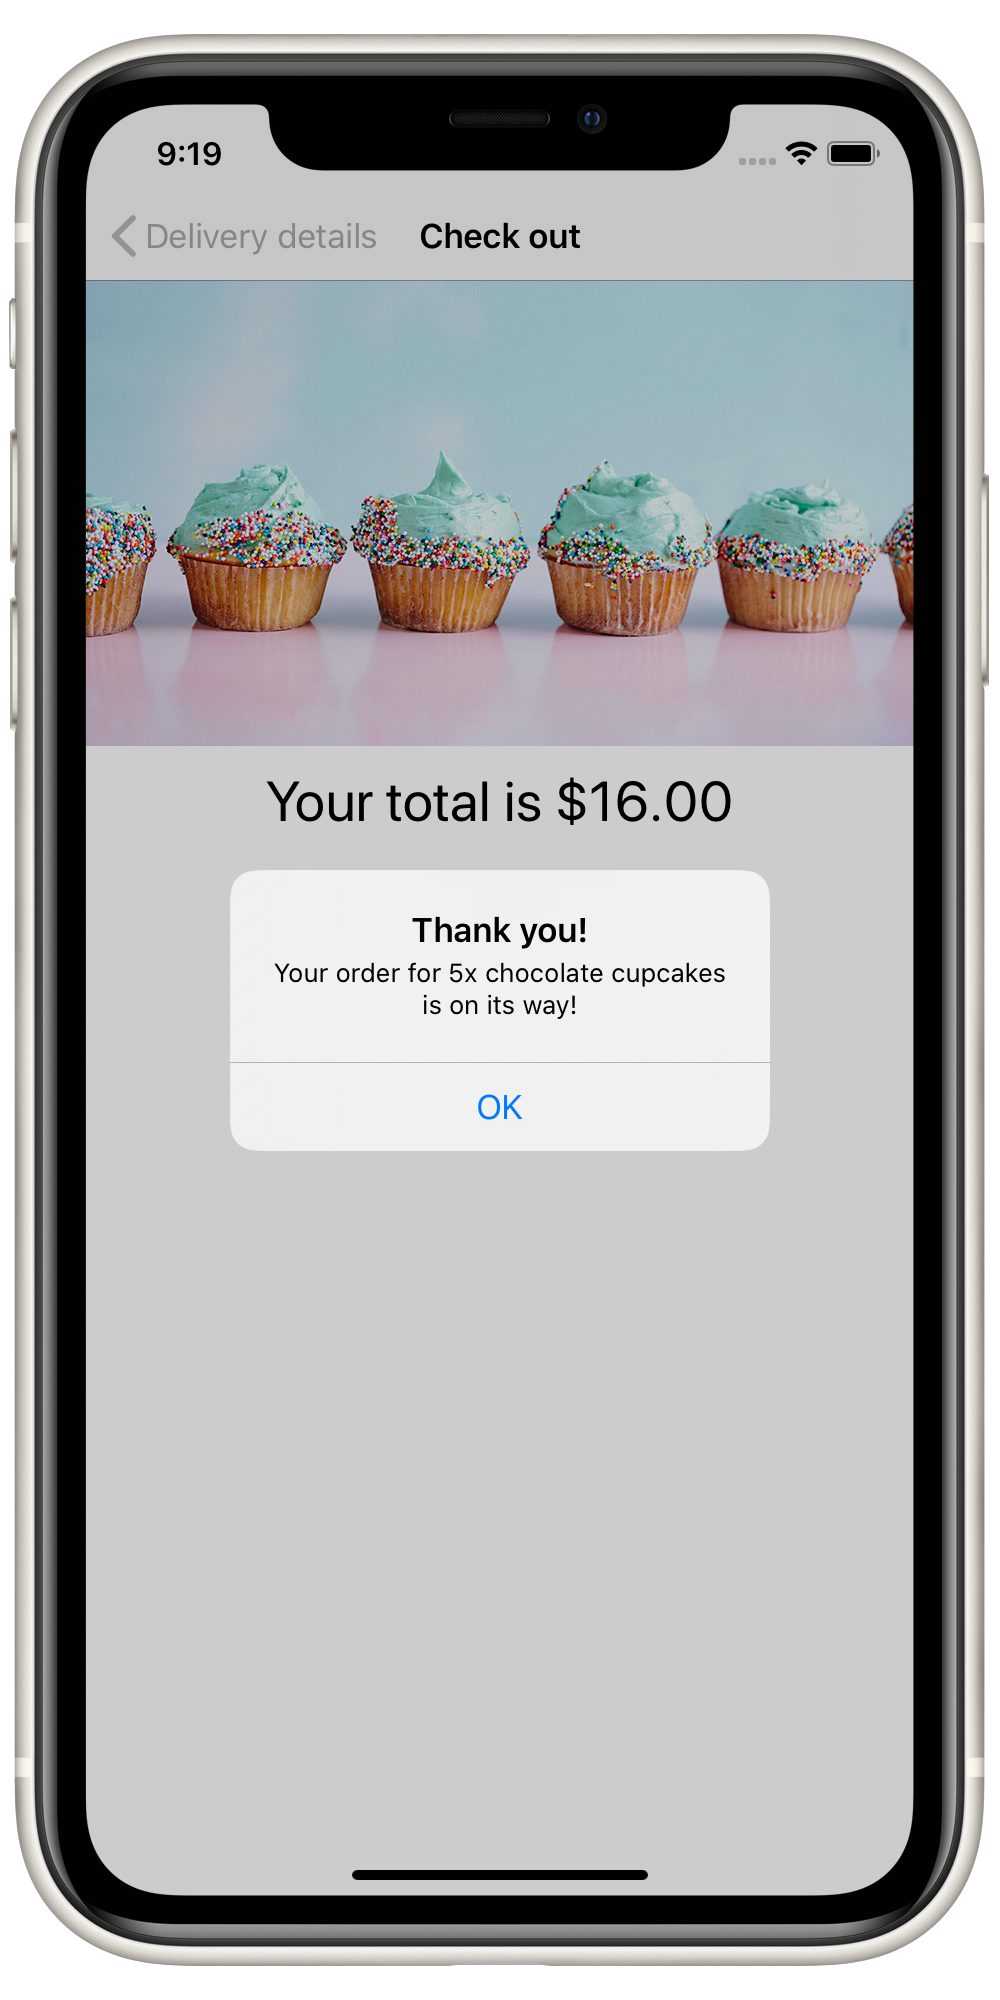 9:19
Delivery details
Check out
Your total is $16.00
Thank you!
Your order for 5x chocolate cupcakes
is on its way!
OK